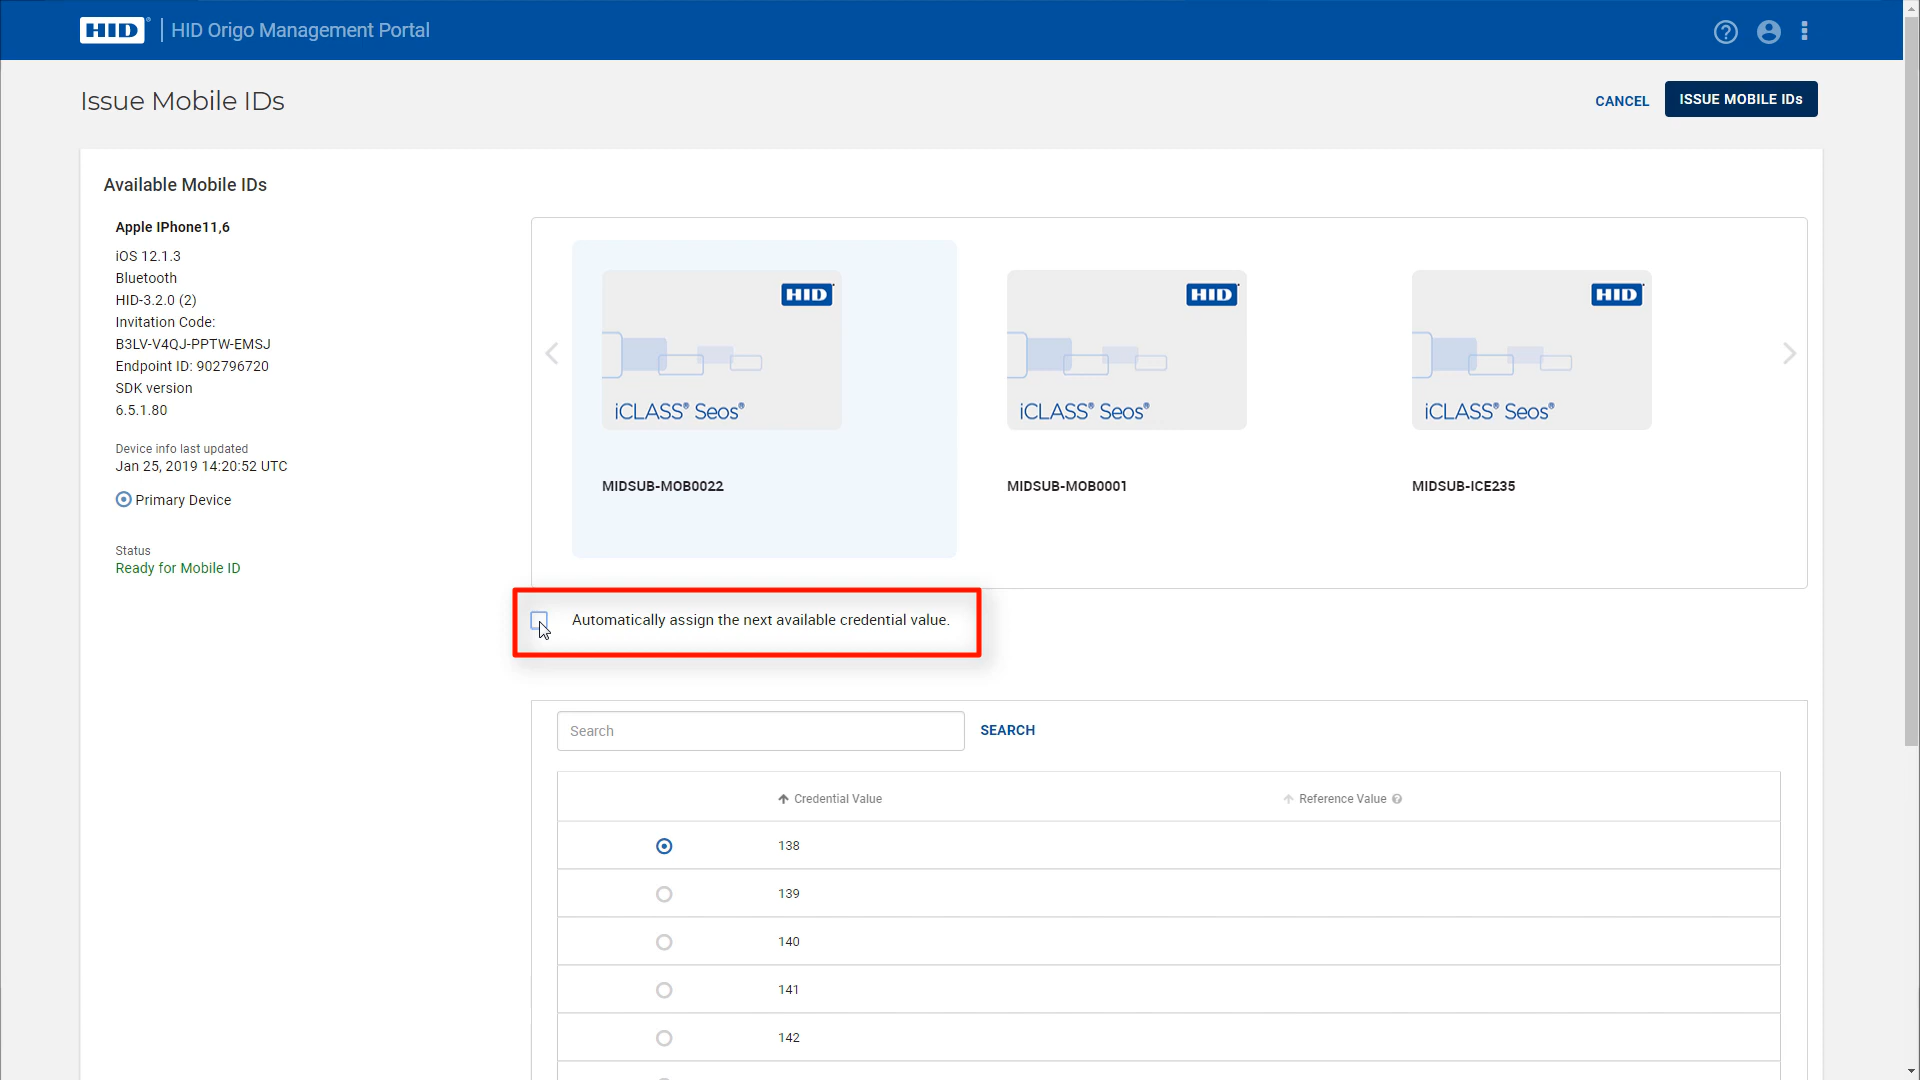 HID® | HID Origo Management Portal
Issue Mobile IDs
CANCEL
ISSUE MOBILE IDs
Available Mobile IDs
Apple IPhone11,6
iOS 12.1.3
Bluetooth
HID-3.2.0 (2)
Invitation Code:
B3LV-V4QJ-PPTW-EMSJ
Endpoint ID: 902796720
SDK version
6.5.1.80
Device info last updated
Jan 25, 2019 14:20:52 UTC
Primary Device
Status
Ready for Mobile ID
HID
iCLASS® Seos®
MIDSUB-MOB0022
HID
iCLASS® Seos®
MIDSUB-MOB0001
HID
iCLASS® Seos®
MIDSUB-ICE235
Automatically assign the next available credential value.
Search
SEARCH
Credential Value
Reference Value
138
139
140
141
142